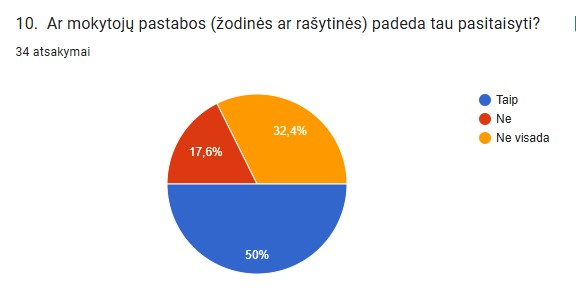 10. Ar mokytojų pastabos (žodinės ar rašytinės) padeda tau pasitaisyti?
34 atsakymai
Taip
Ne
Ne visada
32,4%
17,6%
50%